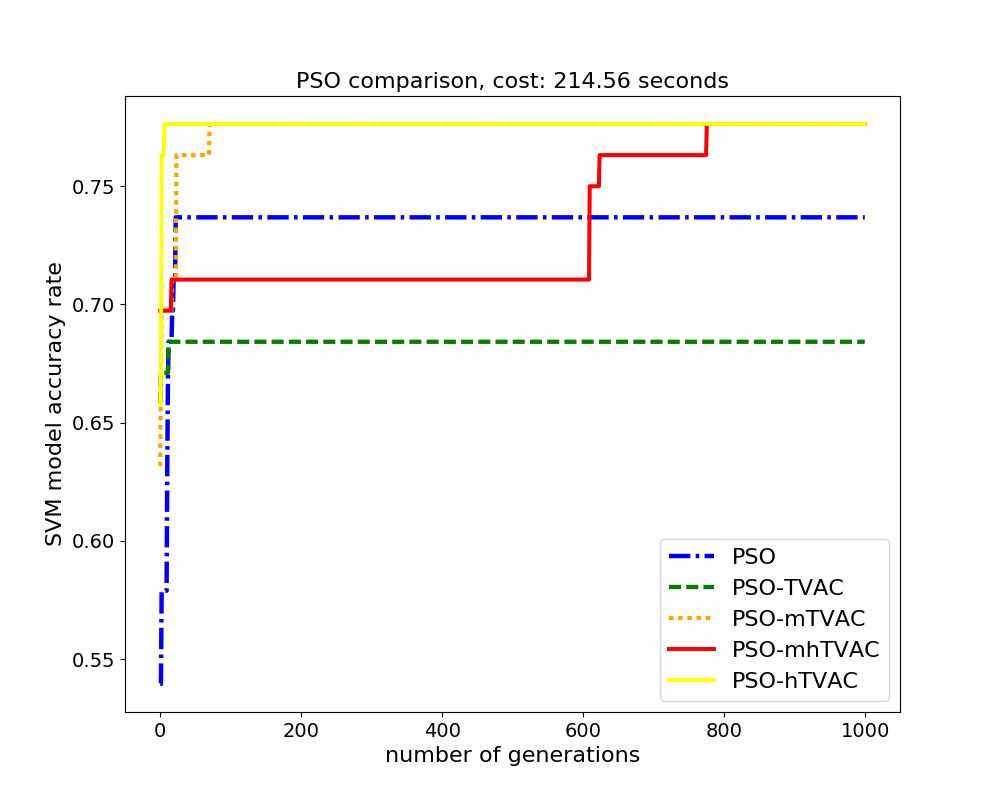 PSO comparison, cost: 214.56 seconds
SVM model accuracy rate
0.75
0.70
0.65
0.60
0.55
PSO
PSO-TVAC
PSO-mTVAC
PSO-mhTVAC
PSO-hTVAC
0 200 400 600 800 1000
number of generations